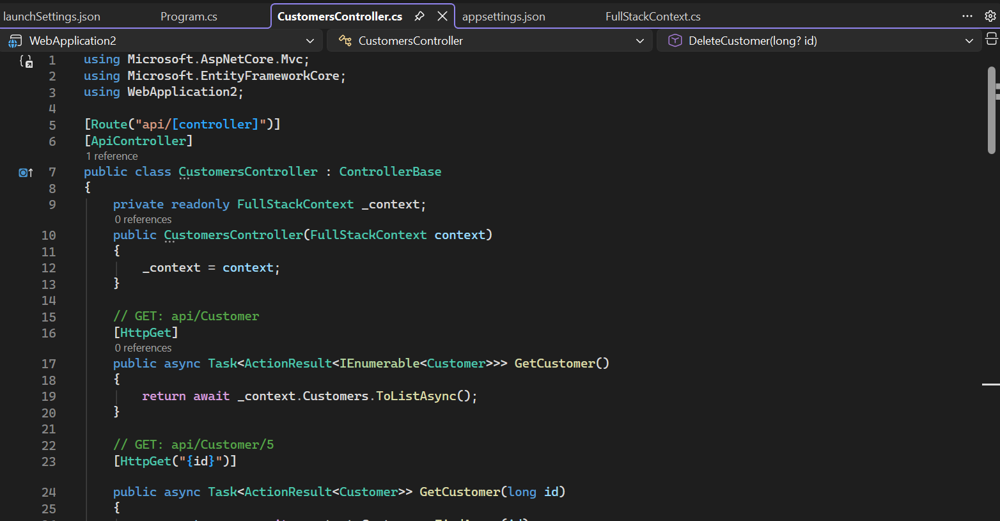 launchSettings.json Program.cs CustomersController.cs appsettings.json FullStackContext.cs
WebApplication2 CustomersController DeleteCustomer(long? id)
1 using Microsoft.AspNetCore.Mvc;
2 using Microsoft.EntityFrameworkCore;
3 using WebApplication2;
4
5 [Route("api/[controller]")]
6 [ApiController]
1 reference
7 public class CustomersController : ControllerBase
8 {
9 private readonly FullStackContext _context;
0 references
10 public CustomersController(FullStackContext context)
11 {
12 _context = context;
13 }
14
15 // GET: api/Customer
16 [HttpGet]
0 references
17 public async Task<ActionResult<IEnumerable<Customer>>> GetCustomer()
18 {
19 return await _context.Customers.ToListAsync();
20 }
21
22 // GET: api/Customer/5
23 [HttpGet("{id}")]
24 public async Task<ActionResult<Customer>> GetCustomer(long id)
25 {